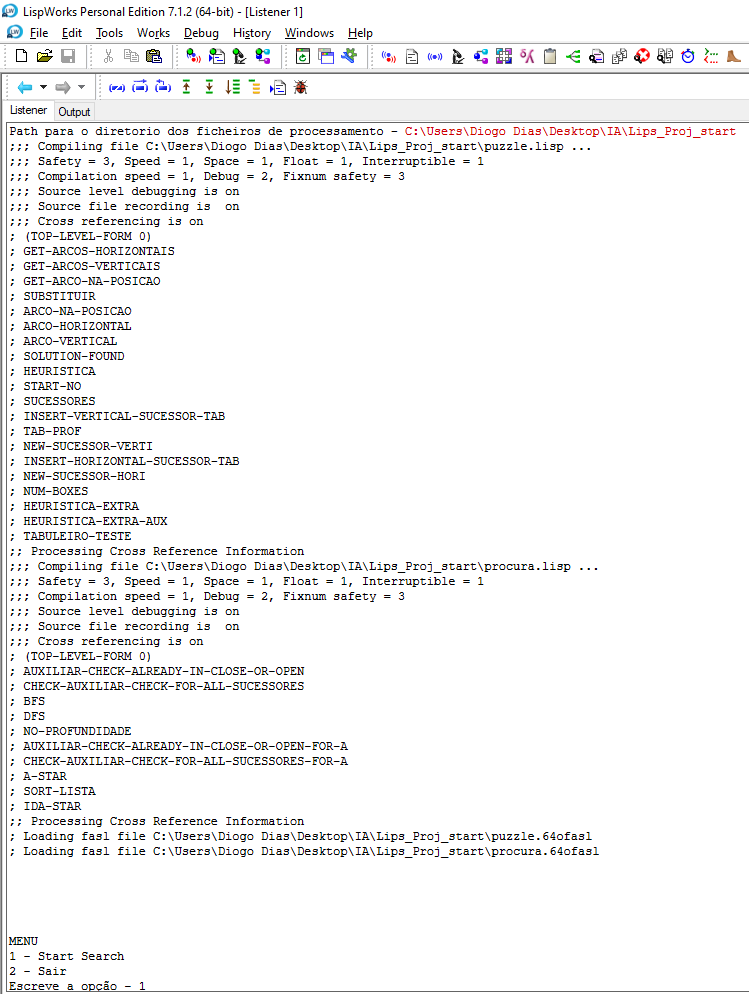 LispWorks Personal Edition 7.1.2 (64-bit) - [Listener 1]
File Edit Tools Works Debug History Windows Help
Listener Output
Path para o diretorio dos ficheiros de processamento - C:\Users\Diogo Dias\Desktop\IA\Lips_Proj_start
;;; Compiling file C:\Users\Diogo Dias\Desktop\IA\Lips_Proj_start\puzzle.lisp ...
;;; Safety = 3, Speed = 1, Space = 1, Float = 1, Interruptible = 1
;;; Compilation speed = 1, Debug = 2, Fixnum safety = 3
;;; Source level debugging is on
;;; Source file recording is  on
;;; Cross referencing is on
; (TOP-LEVEL-FORM 0)
; GET-ARCOS-HORIZONTAIS
; GET-ARCOS-VERTICAIS
; GET-ARCO-NA-POSICAO
; SUBSTITUIR
; ARCO-NA-POSICAO
; ARCO-HORIZONTAL
; ARCO-VERTICAL
; SOLUTION-FOUND
; HEURISTICA
; START-NO
; SUCESSORES
; INSERT-VERTICAL-SUCESSOR-TAB
; TAB-PROF
; NEW-SUCESSOR-VERTI
; INSERT-HORIZONTAL-SUCESSOR-TAB
; NEW-SUCESSOR-HORI
; NUM-BOXES
; HEURISTICA-EXTRA
; HEURISTICA-EXTRA-AUX
; TABULEIRO-TESTE
;; Processing Cross Reference Information
;;; Compiling file C:\Users\Diogo Dias\Desktop\IA\Lips_Proj_start\procura.lisp ...
;;; Safety = 3, Speed = 1, Space = 1, Float = 1, Interruptible = 1
;;; Compilation speed = 1, Debug = 2, Fixnum safety = 3
;;; Source level debugging is on
;;; Source file recording is  on
;;; Cross referencing is on
; (TOP-LEVEL-FORM 0)
; AUXILIAR-CHECK-ALREADY-IN-CLOSE-OR-OPEN
; CHECK-AUXILIAR-CHECK-FOR-ALL-SUCESSORES
; BFS
; DFS
; NO-PROFUNDIDADE
; AUXILIAR-CHECK-ALREADY-IN-CLOSE-OR-OPEN-FOR-A
; CHECK-AUXILIAR-CHECK-FOR-ALL-SUCESSORES-FOR-A
; A-STAR
; SORT-LISTA
; IDA-STAR
;; Processing Cross Reference Information
; Loading fasl file C:\Users\Diogo Dias\Desktop\IA\Lips_Proj_start\puzzle.64ofasl
; Loading fasl file C:\Users\Diogo Dias\Desktop\IA\Lips_Proj_start\procura.64ofasl
MENU
1 - Start Search
2 - Sair
Escreve a opção - 1